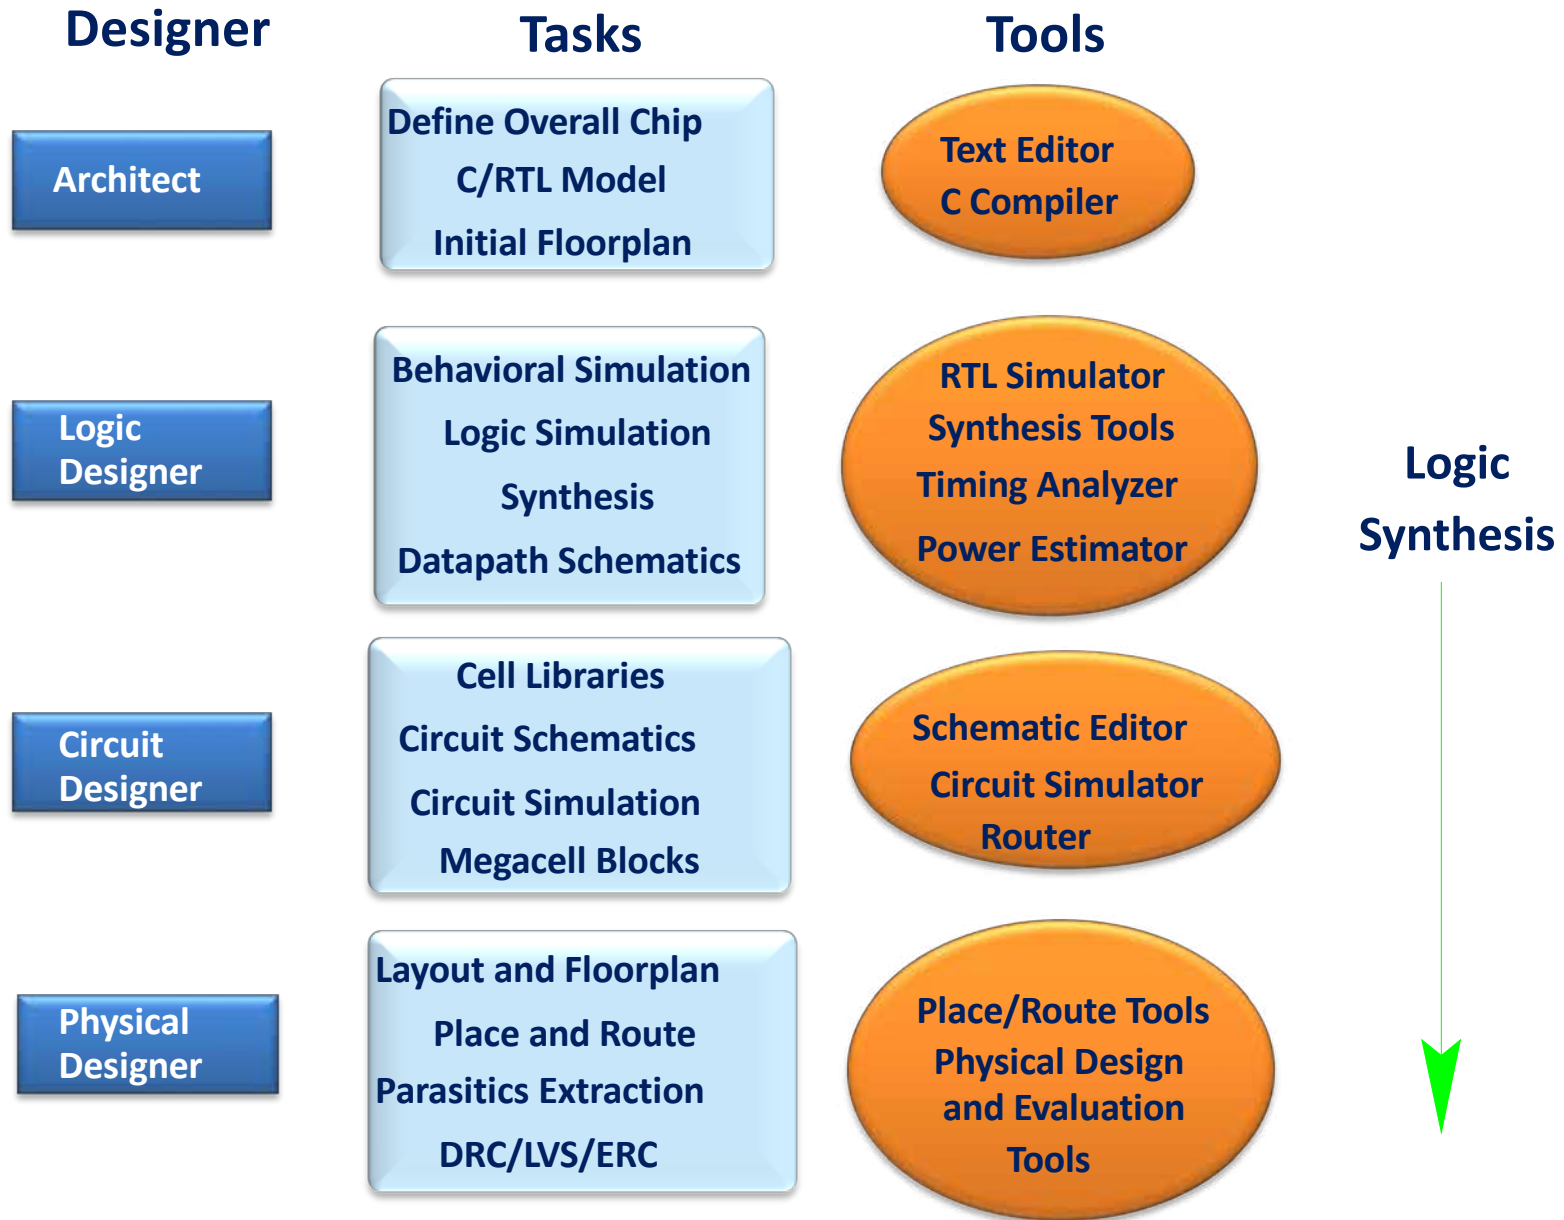 Designer
Tasks
Tools
Architect
Define Overall Chip
C/RTL Model
Initial Floorplan
Text Editor
C Compiler
Logic
Designer
Behavioral Simulation
Logic Simulation
Synthesis
Datapath Schematics
RTL Simulator
Synthesis Tools
Timing Analyzer
Power Estimator
Logic
Synthesis
Circuit
Designer
Cell Libraries
Circuit Schematics
Circuit Simulation
Megacell Blocks
Schematic Editor
Circuit Simulator
Router
Physical
Designer
Layout and Floorplan
Place and Route
Parasitics Extraction
DRC/LVS/ERC
Place/Route Tools
Physical Design
and Evaluation
Tools